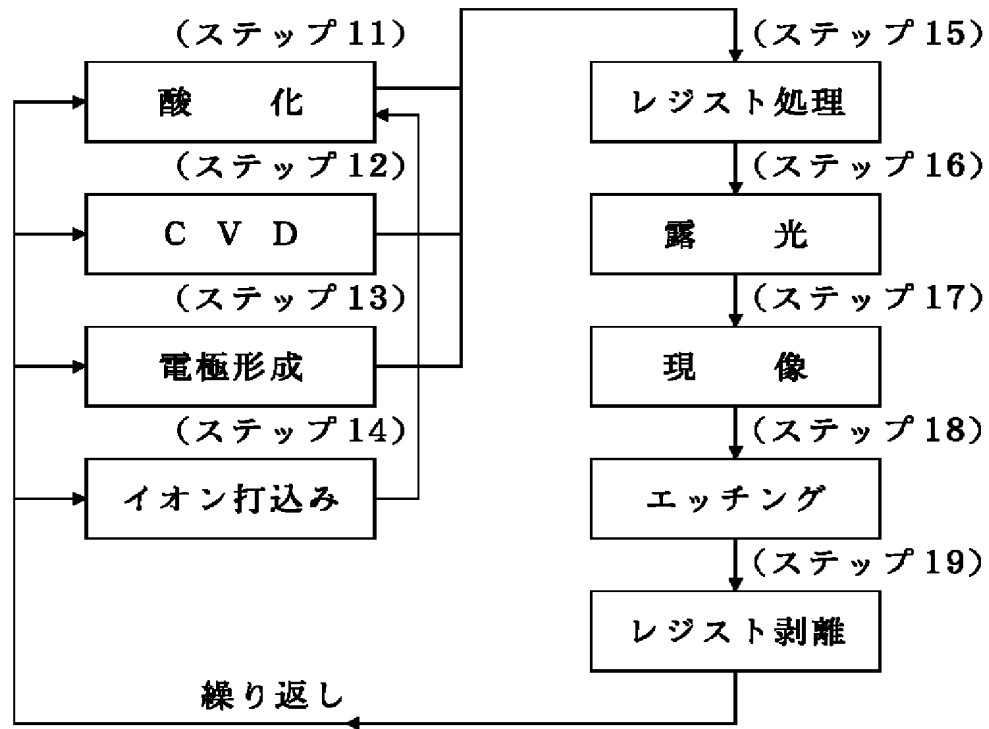 (ステップ11)
酸化
(ステップ12)
CVD
(ステップ13)
電極形成
(ステップ14)
イオン打込み
(ステップ15)
レジスト処理
(ステップ16)
露光
(ステップ17)
現像
(ステップ18)
エッチング
(ステップ19)
レジスト剥離
繰り返し